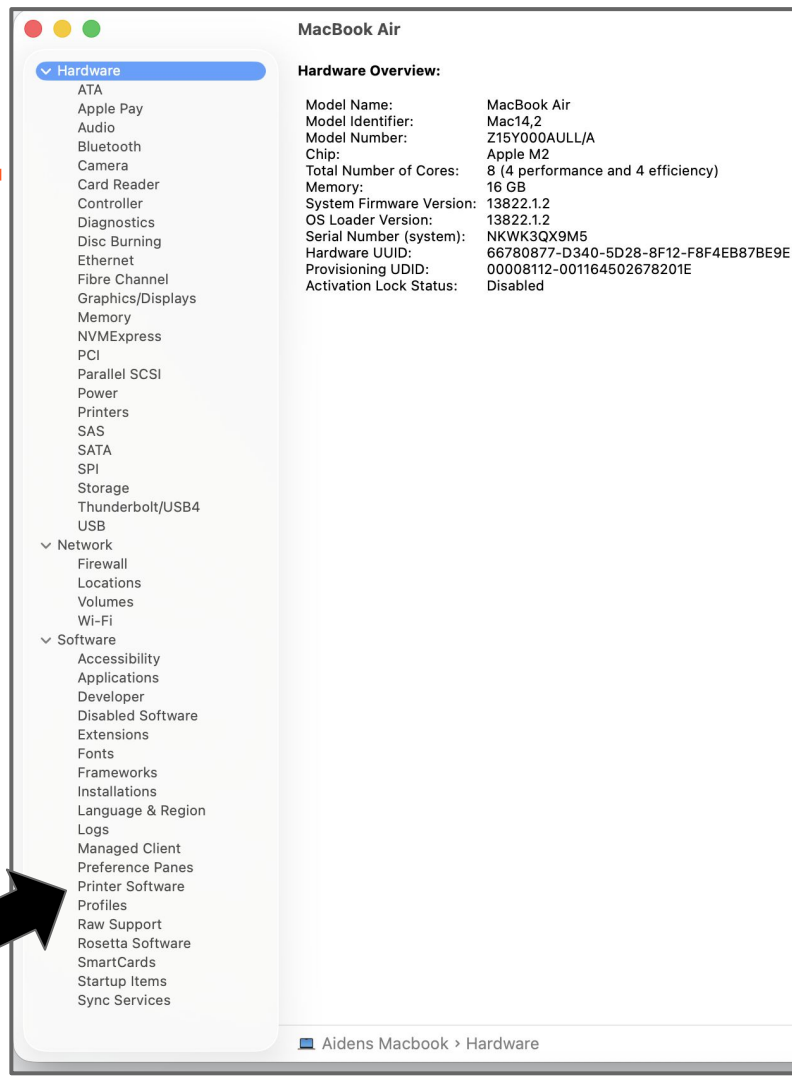 MacBook Air
Hardware
ATA
Apple Pay
Audio
Bluetooth
Camera
Card Reader
Controller
Diagnostics
Disc Burning
Ethernet
Fibre Channel
Graphics/Displays
Memory
NVMExpress
PCI
Parallel SCSI
Power
Printers
SAS
SATA
SPI
Storage
Thunderbolt/USB4
USB
Network
Firewall
Locations
Volumes
Wi-Fi
Software
Accessibility
Applications
Developer
Disabled Software
Extensions
Fonts
Frameworks
Installations
Language & Region
Logs
Managed Client
Preference Panes
Printer Software
Profiles
Raw Support
Rosetta Software
SmartCards
Startup Items
Sync Services
Hardware Overview:
Model Name: MacBook Air
Model Identifier: Mac14,2
Model Number: Z15Y000AULL/A
Chip: Apple M2
Total Number of Cores: 8 (4 performance and 4 efficiency)
Memory: 16 GB
System Firmware Version: 13822.1.2
OS Loader Version: 13822.1.2
Serial Number (system): NKWK3QX9M5
Hardware UUID: 66780877-D340-5D28-8F12-F8F4EB87BE9E
Provisioning UDID: 00008112-001164502678201E
Activation Lock Status: Disabled
Aidens Macbook › Hardware